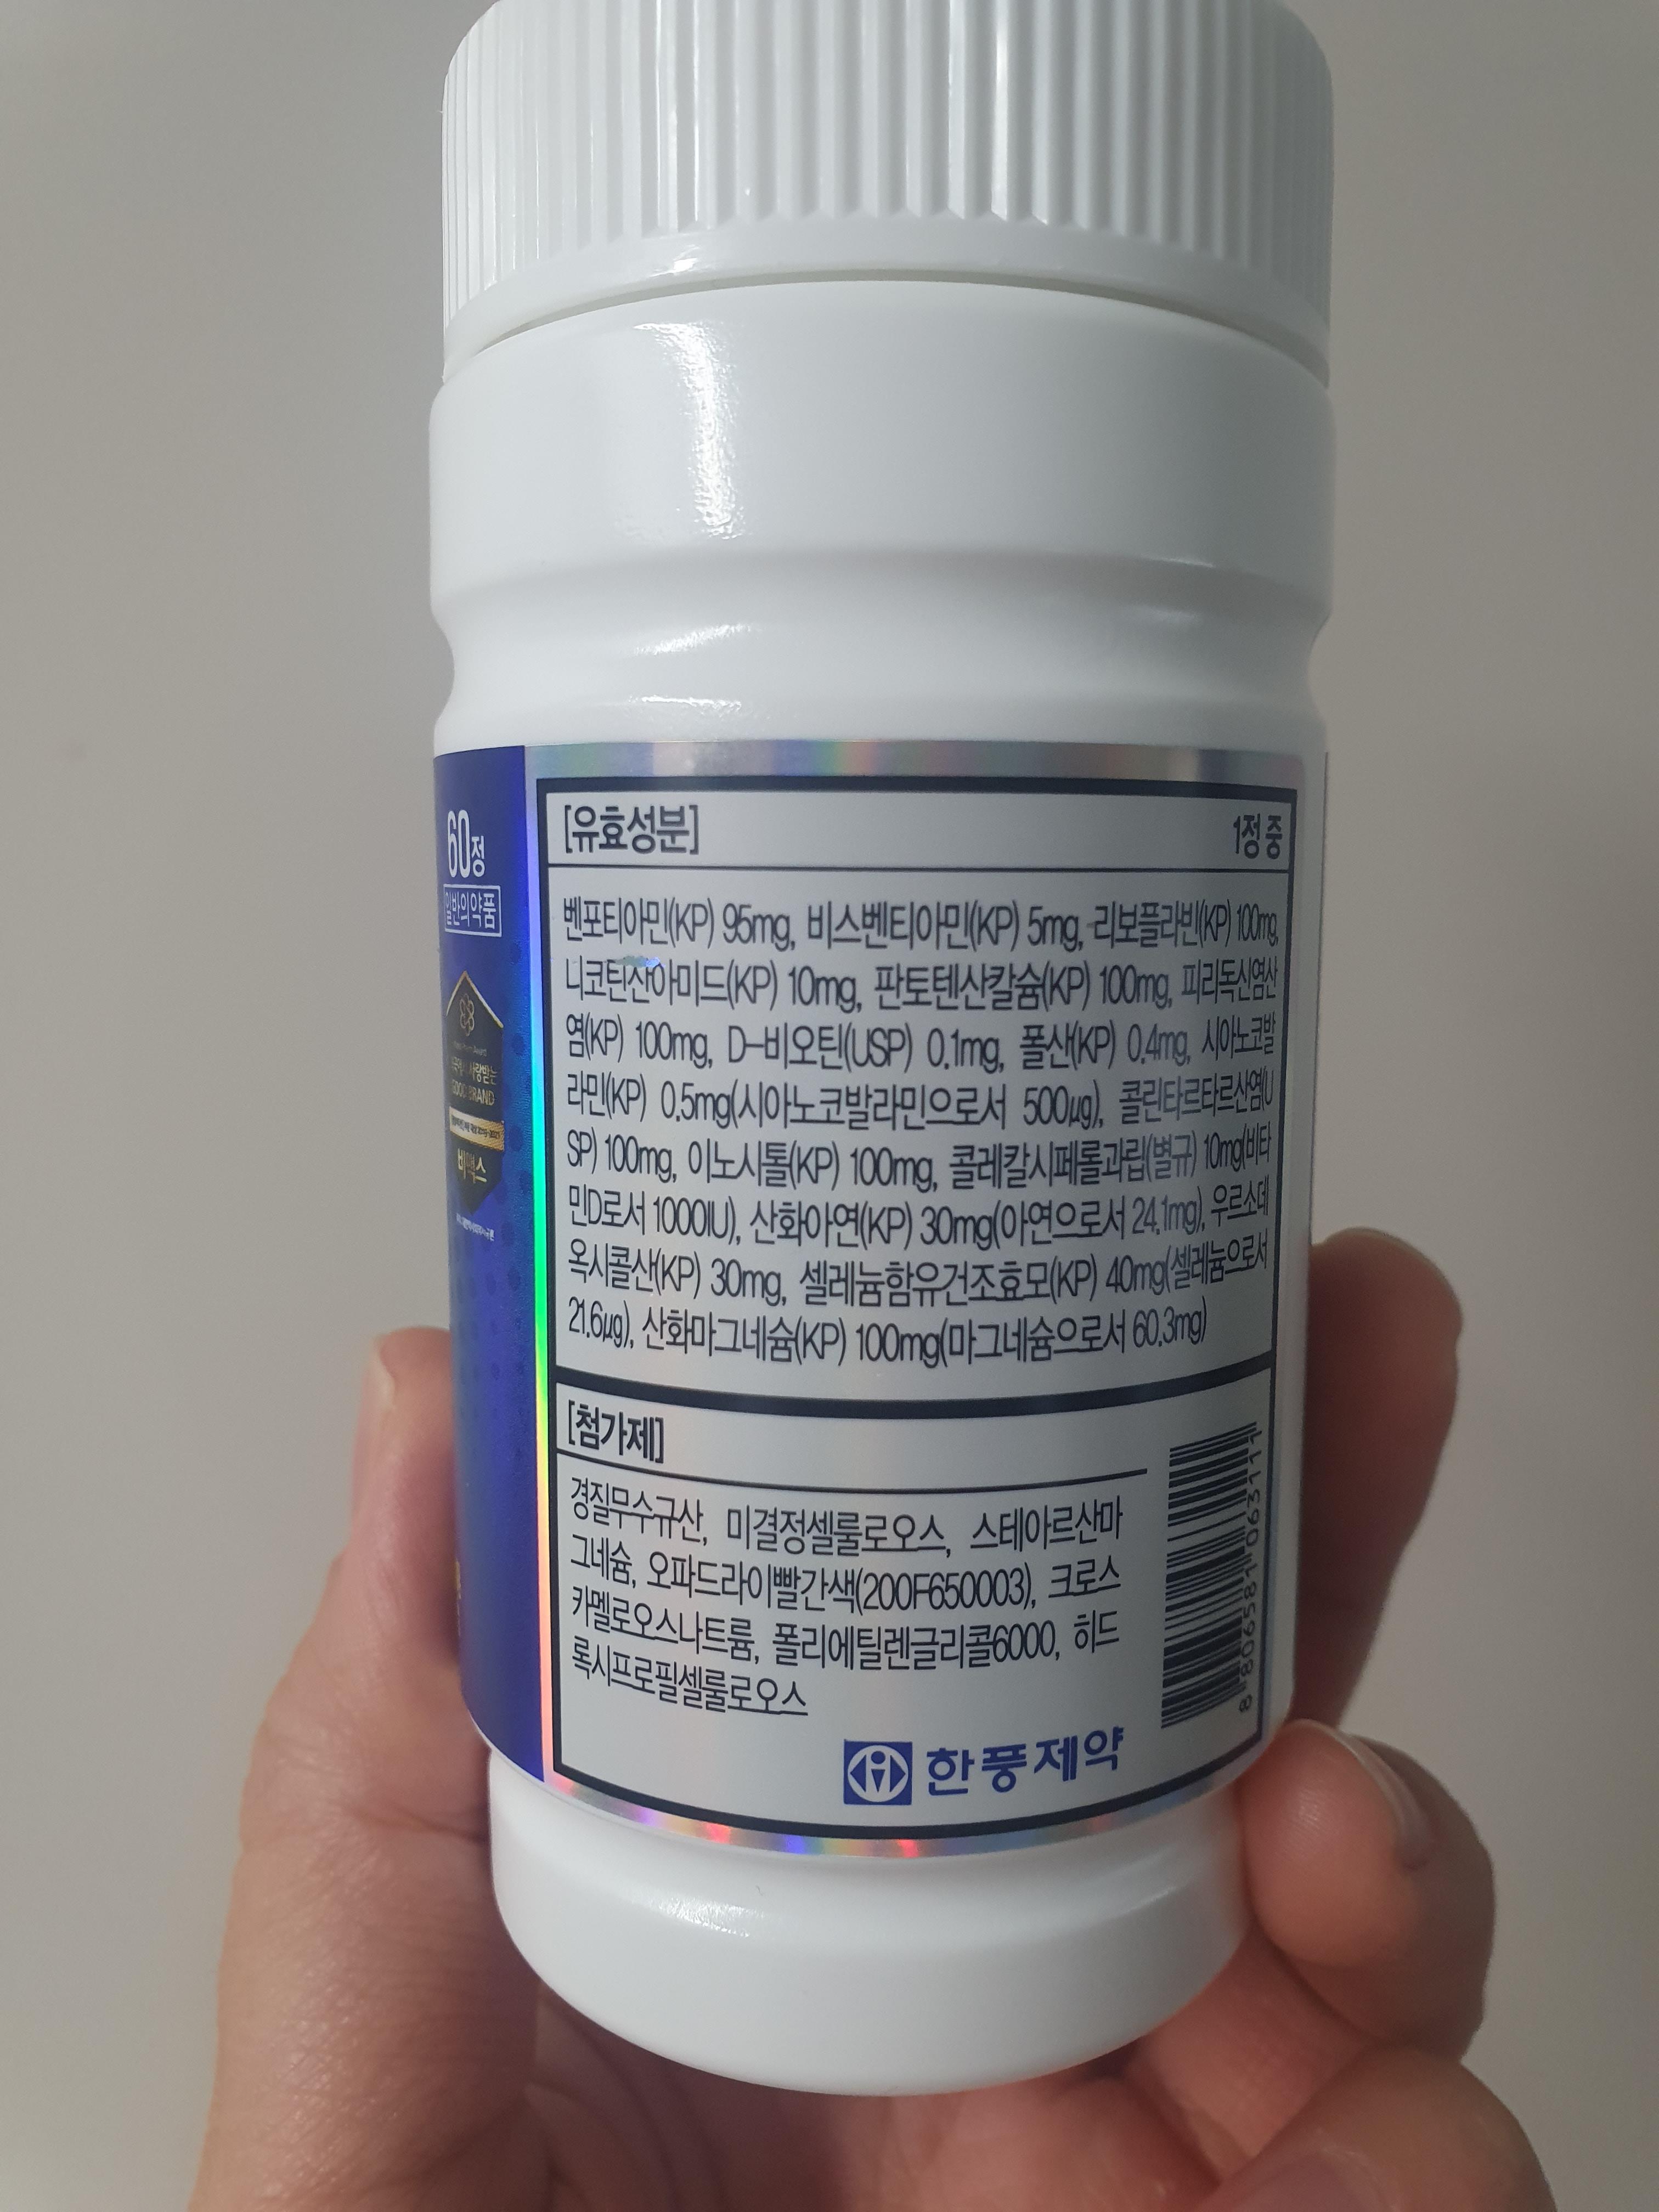 60정
일반의약품
사랑받는
GOOD BRAND
비맥스
[유효성분] 1정 중
벤포티아민(KP) 95mg, 비스벤티아민(KP) 5mg, 리보플라빈(KP) 100mg,
니코틴산아미드(KP) 10mg, 판토텐산칼슘(KP) 100mg, 피리독신염산
염(KP) 100mg, D-비오틴(USP) 0.1mg, 폴산(KP) 0.4mg, 시아노코발
라민(KP) 0.5mg(시아노코발라민으로서 500μg), 콜린타르타르산염(U
SP) 100mg, 이노시톨(KP) 100mg, 콜레칼시페롤과립(별규) 10mg(비타
민D로서 1000IU), 산화아연(KP) 30mg(아연으로서 24.1mg), 우르소데
옥시콜산(KP) 30mg, 셀레늄함유건조효모(KP) 40mg(셀레늄으로서
21.6μg), 산화마그네슘(KP) 100mg(마그네슘으로서 60.3mg)
[첨가제]
경질무수규산, 미결정셀룰로오스, 스테아르산마
그네슘, 오파드라이빨간색(200F650003), 크로스
카멜로오스나트륨, 폴리에틸렌글리콜6000, 히드
록시프로필셀룰로오스
8 806581 063111
한풍제약